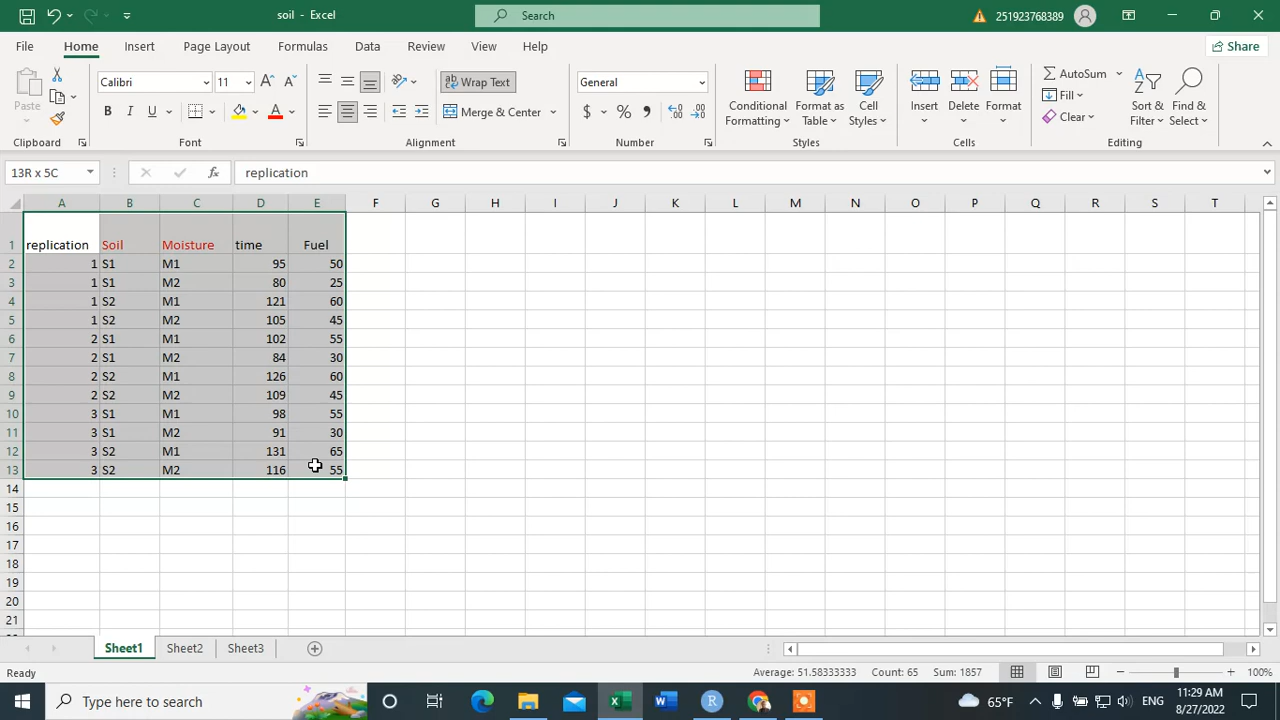 soil - Excel
Search
251923768389
File Home Insert Page Layout Formulas Data Review View Help Share
Paste
Calibri 11 A A
B I U A
ab Wrap Text
Merge & Center
General
$ % ,
Conditional Formatting
Format as Table
Cell Styles
Insert Delete Format
AutoSum
Fill
Clear
Sort & Filter
Find & Select
Clipboard Font Alignment Number Styles Cells Editing
13R x 5C fx replication
A B C D E F G H I J K L M N O P Q R S T
1 replication Soil Moisture time Fuel
2 1 S1 M1 95 50
3 1 S1 M2 80 25
4 1 S2 M1 121 60
5 1 S2 M2 105 45
6 2 S1 M1 102 55
7 2 S1 M2 84 30
8 2 S2 M1 126 60
9 2 S2 M2 109 45
10 3 S1 M1 98 55
11 3 S1 M2 91 30
12 3 S2 M1 131 65
13 3 S2 M2 116 55
14
15
16
17
18
19
20
21
Sheet1 Sheet2 Sheet3
Ready Average: 51.58333333 Count: 65 Sum: 1857 100%
Type here to search
65°F ENG
11:29 AM
8/27/2022